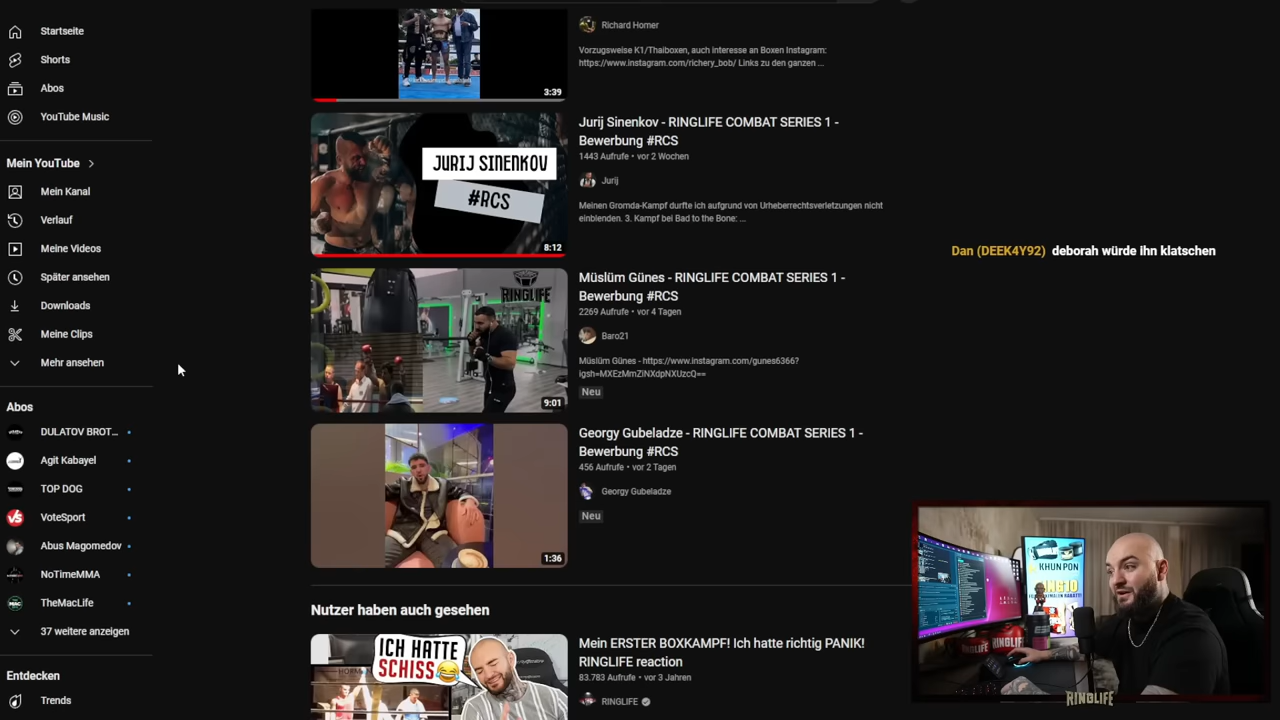 Startseite
Shorts
Abos
YouTube Music
Mein YouTube
Mein Kanal
Verlauf
Meine Videos
Später ansehen
Downloads
Meine Clips
Mehr ansehen
Abos
DULATOV BROT...
Agit Kabayel
TOP DOG
VoteSport
Abus Magomedov
NoTimeMMA
TheMacLife
37 weitere anzeigen
Entdecken
Trends
3:39
Richard Homer
Vorzugsweise K1/Thaiboxen, auch interesse an Boxen Instagram:
https://www.instagram.com/richery_bob/ Links zu den ganzen ...
JURIJ SINENKOV
#RCS
8:12
Jurij Sinenkov - RINGLIFE COMBAT SERIES 1 -
Bewerbung #RCS
1443 Aufrufe • vor 2 Wochen
Jurij
Meinen Gromda-Kampf durfte ich aufgrund von Urheberrechtsverletzungen nicht
einblenden. 3. Kampf bei Bad to the Bone: ...
RINGLIFE
9:01
Müslüm Günes - RINGLIFE COMBAT SERIES 1 -
Bewerbung #RCS
2269 Aufrufe • vor 4 Tagen
Baro21
Müslüm Günes - https://www.instagram.com/gunes6366?
igsh=MXEzMmZiNXdpNXUzcQ==
Neu
1:36
Georgy Gubeladze - RINGLIFE COMBAT SERIES 1 -
Bewerbung #RCS
456 Aufrufe • vor 2 Tagen
Georgy Gubeladze
Neu
Nutzer haben auch gesehen
ICH HATTE
SCHISS
Mein ERSTER BOXKAMPF! Ich hatte richtig PANIK!
RINGLIFE reaction
83.783 Aufrufe • vor 3 Jahren
RINGLIFE
Dan (DEEK4Y92) deborah würde ihn klatschen
KHUN PON
RINGLIFE
RINGLIFE
RINGLIFE